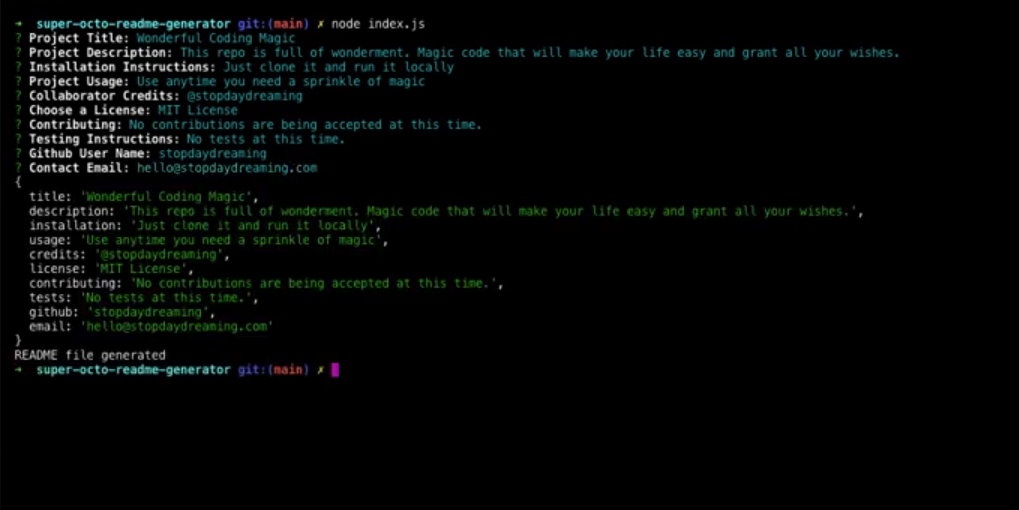 → super-octo-readme-generator git:(main) ✗ node index.js
? Project Title: Wonderful Coding Magic
? Project Description: This repo is full of wonderment. Magic code that will make your life easy and grant all your wishes.
? Installation Instructions: Just clone it and run it locally
? Project Usage: Use anytime you need a sprinkle of magic
? Collaborator Credits: @stopdaydreaming
? Choose a License: MIT License
? Contributing: No contributions are being accepted at this time.
? Testing Instructions: No tests at this time.
? Github User Name: stopdaydreaming
? Contact Email: hello@stopdaydreaming.com
{
  title: 'Wonderful Coding Magic',
  description: 'This repo is full of wonderment. Magic code that will make your life easy and grant all your wishes.',
  installation: 'Just clone it and run it locally',
  usage: 'Use anytime you need a sprinkle of magic',
  credits: '@stopdaydreaming',
  license: 'MIT License',
  contributing: 'No contributions are being accepted at this time.',
  tests: 'No tests at this time.',
  github: 'stopdaydreaming',
  email: 'hello@stopdaydreaming.com'
}
README file generated
→ super-octo-readme-generator git:(main) ✗